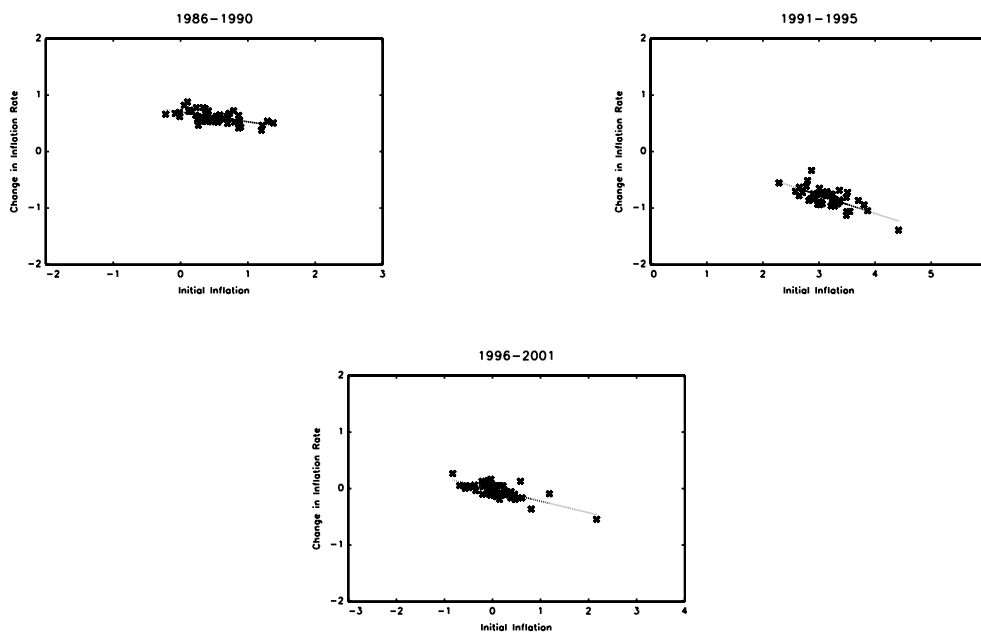 1986-1990
2
1
0
-1
-2
Change in Inflation Rate
-2 -1 0 1 2 3
Initial Inflation
1991-1995
2
1
0
-1
-2
Change in Inflation Rate
0 1 2 3 4 5
Initial Inflation
1996-2001
2
1
0
-1
-2
Change in Inflation Rate
-3 -2 -1 0 1 2 3 4
Initial Inflation